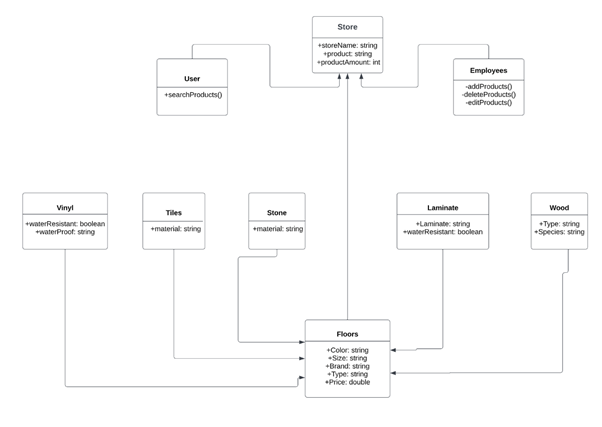 Store
+storeName: string
+product: string
+productAmount: int
User
+searchProducts()
Employees
-addProducts()
-deleteProducts()
-editProducts()
Vinyl
+waterResistant: boolean
+waterProof: string
Tiles
+material: string
Stone
+material: string
Laminate
+Laminate: string
+waterResistant: boolean
Wood
+Type: string
+Species: string
Floors
+Color: string
+Size: string
+Brand: string
+Type: string
+Price: double